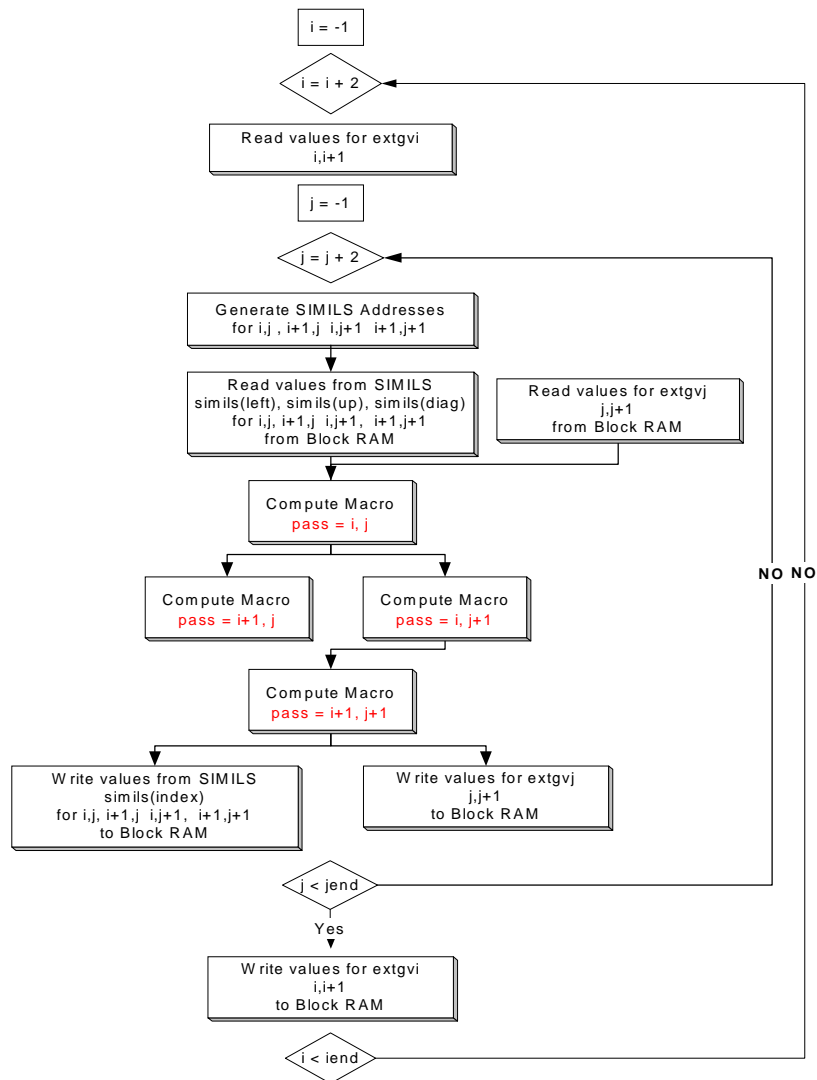 i = -1
i = i + 2
Read values for extgvi
i,i+1
j = -1
j = j + 2
Generate SIMILS Addresses
for i,j , i+1,j i,j+1 i+1,j+1
Read values from SIMILS
simils(left), simils(up), simils(diag)
for i,j, i+1,j i,j+1, i+1,j+1
from Block RAM
Read values for extgvj
j,j+1
from Block RAM
Compute Macro
pass = i, j
NO NO
Compute Macro
pass = i+1, j
Compute Macro
pass = i, j+1
Compute Macro
pass = i+1, j+1
Write values from SIMILS
simils(index)
for i,j, i+1,j i,j+1, i+1,j+1
to Block RAM
Write values for extgvj
j,j+1
to Block RAM
j < jend
Yes
Write values for extgvi
i,i+1
to Block RAM
i < iend